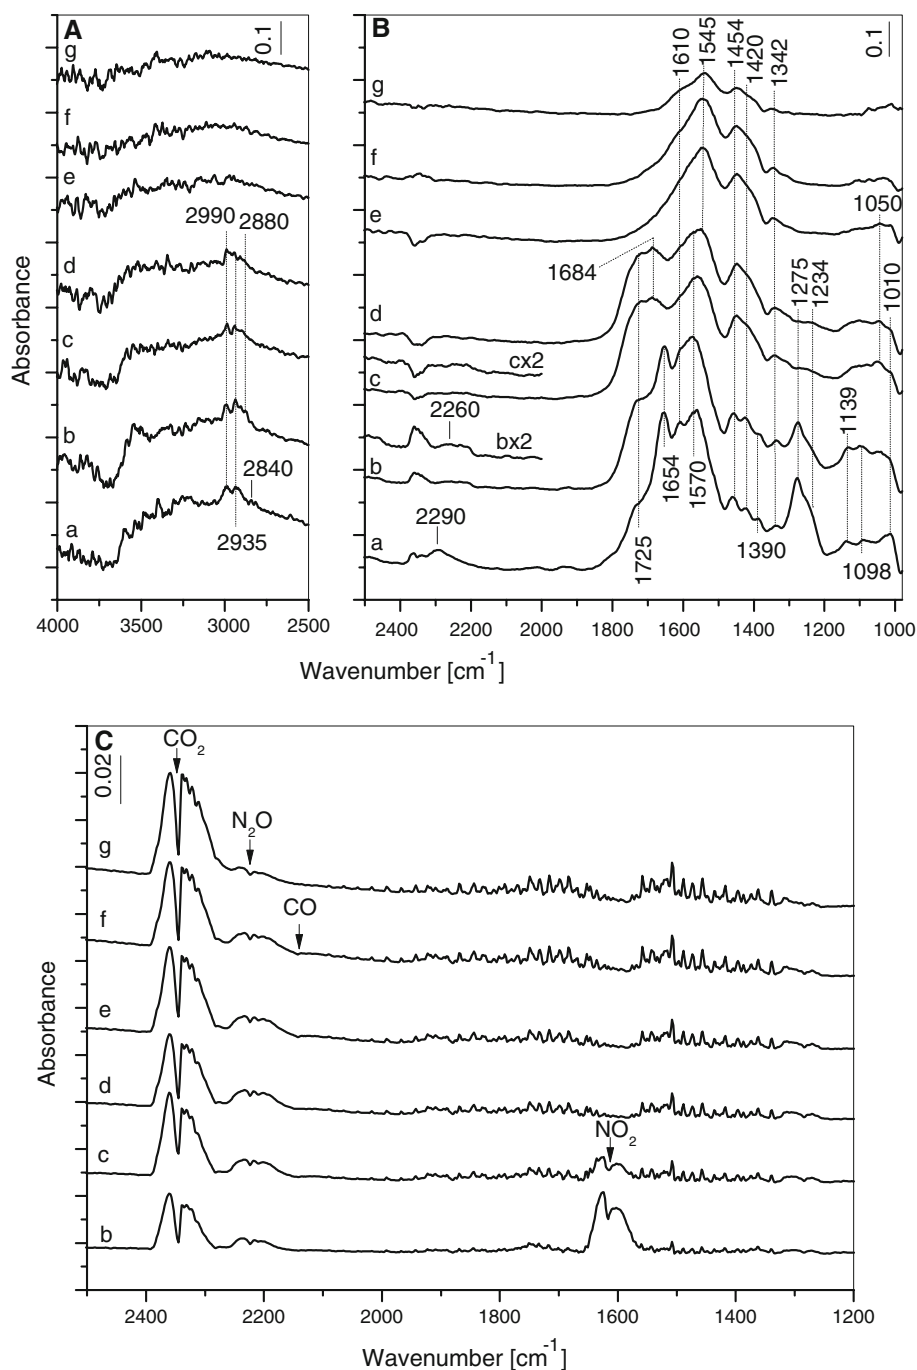 A
0.1
g
f
e
2990
2880
d
c
b
2840
a
2935
4000 3500 3000 2500
Absorbance
B
1610
1545
1454
1420
1342
0.1
g
f
e
1050
1684
1275
1234
1010
d
cx2
c
2260
bx2
1139
b
1654
1570
2290
a
1725
1390
1098
2400 2200 2000 1800 1600 1400 1200 1000
Wavenumber [cm⁻¹]
C
CO₂
0.02
N₂O
g
CO
f
e
d
NO₂
c
b
Absorbance
2400 2200 2000 1800 1600 1400 1200
Wavenumber [cm⁻¹]